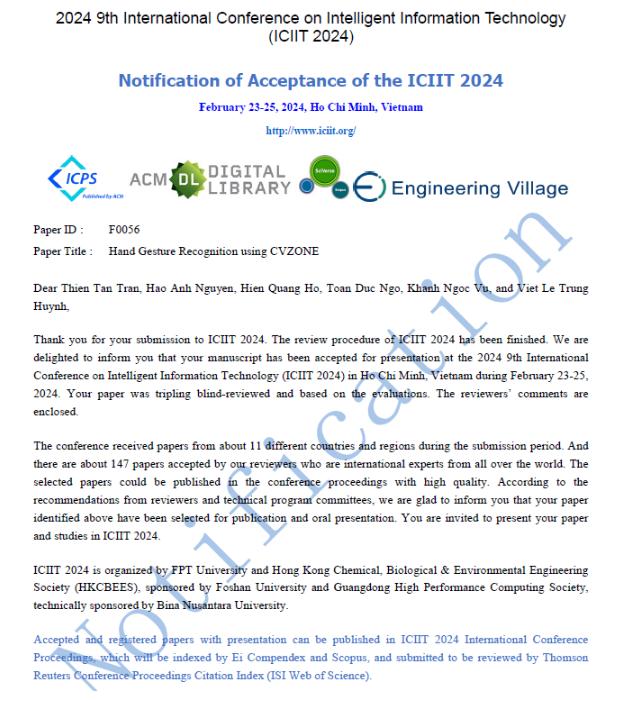 2024 9th International Conference on Intelligent Information Technology
(ICIIT 2024)
Notification of Acceptance of the ICIIT 2024
February 23-25, 2024, Ho Chi Minh, Vietnam
http://www.iciit.org/
ICPS
Published by ACM
ACM DL DIGITAL LIBRARY
SciVerse
Scopus
Engineering Village
Paper ID : F0056
Paper Title : Hand Gesture Recognition using CVZONE
Dear Thien Tan Tran, Hao Anh Nguyen, Hien Quang Ho, Toan Duc Ngo, Khanh Ngoc Vu, and Viet Le Trung
Huynh,
Thank you for your submission to ICIIT 2024. The review procedure of ICIIT 2024 has been finished. We are
delighted to inform you that your manuscript has been accepted for presentation at the 2024 9th International
Conference on Intelligent Information Technology (ICIIT 2024) in Ho Chi Minh, Vietnam during February 23-25,
2024. Your paper was tripling blind-reviewed and based on the evaluations. The reviewers' comments are
enclosed.
The conference received papers from about 11 different countries and regions during the submission period. And
there are about 147 papers accepted by our reviewers who are international experts from all over the world. The
selected papers could be published in the conference proceedings with high quality. According to the
recommendations from reviewers and technical program committees, we are glad to inform you that your paper
identified above have been selected for publication and oral presentation. You are invited to present your paper
and studies in ICIIT 2024.
ICIIT 2024 is organized by FPT University and Hong Kong Chemical, Biological & Environmental Engineering
Society (HKCBEES), sponsored by Foshan University and Guangdong High Performance Computing Society,
technically sponsored by Bina Nusantara University.
Accepted and registered papers with presentation can be published in ICIIT 2024 International Conference
Proceedings, which will be indexed by Ei Compendex and Scopus, and submitted to be reviewed by Thomson
Reuters Conference Proceedings Citation Index (ISI Web of Science).
Notification